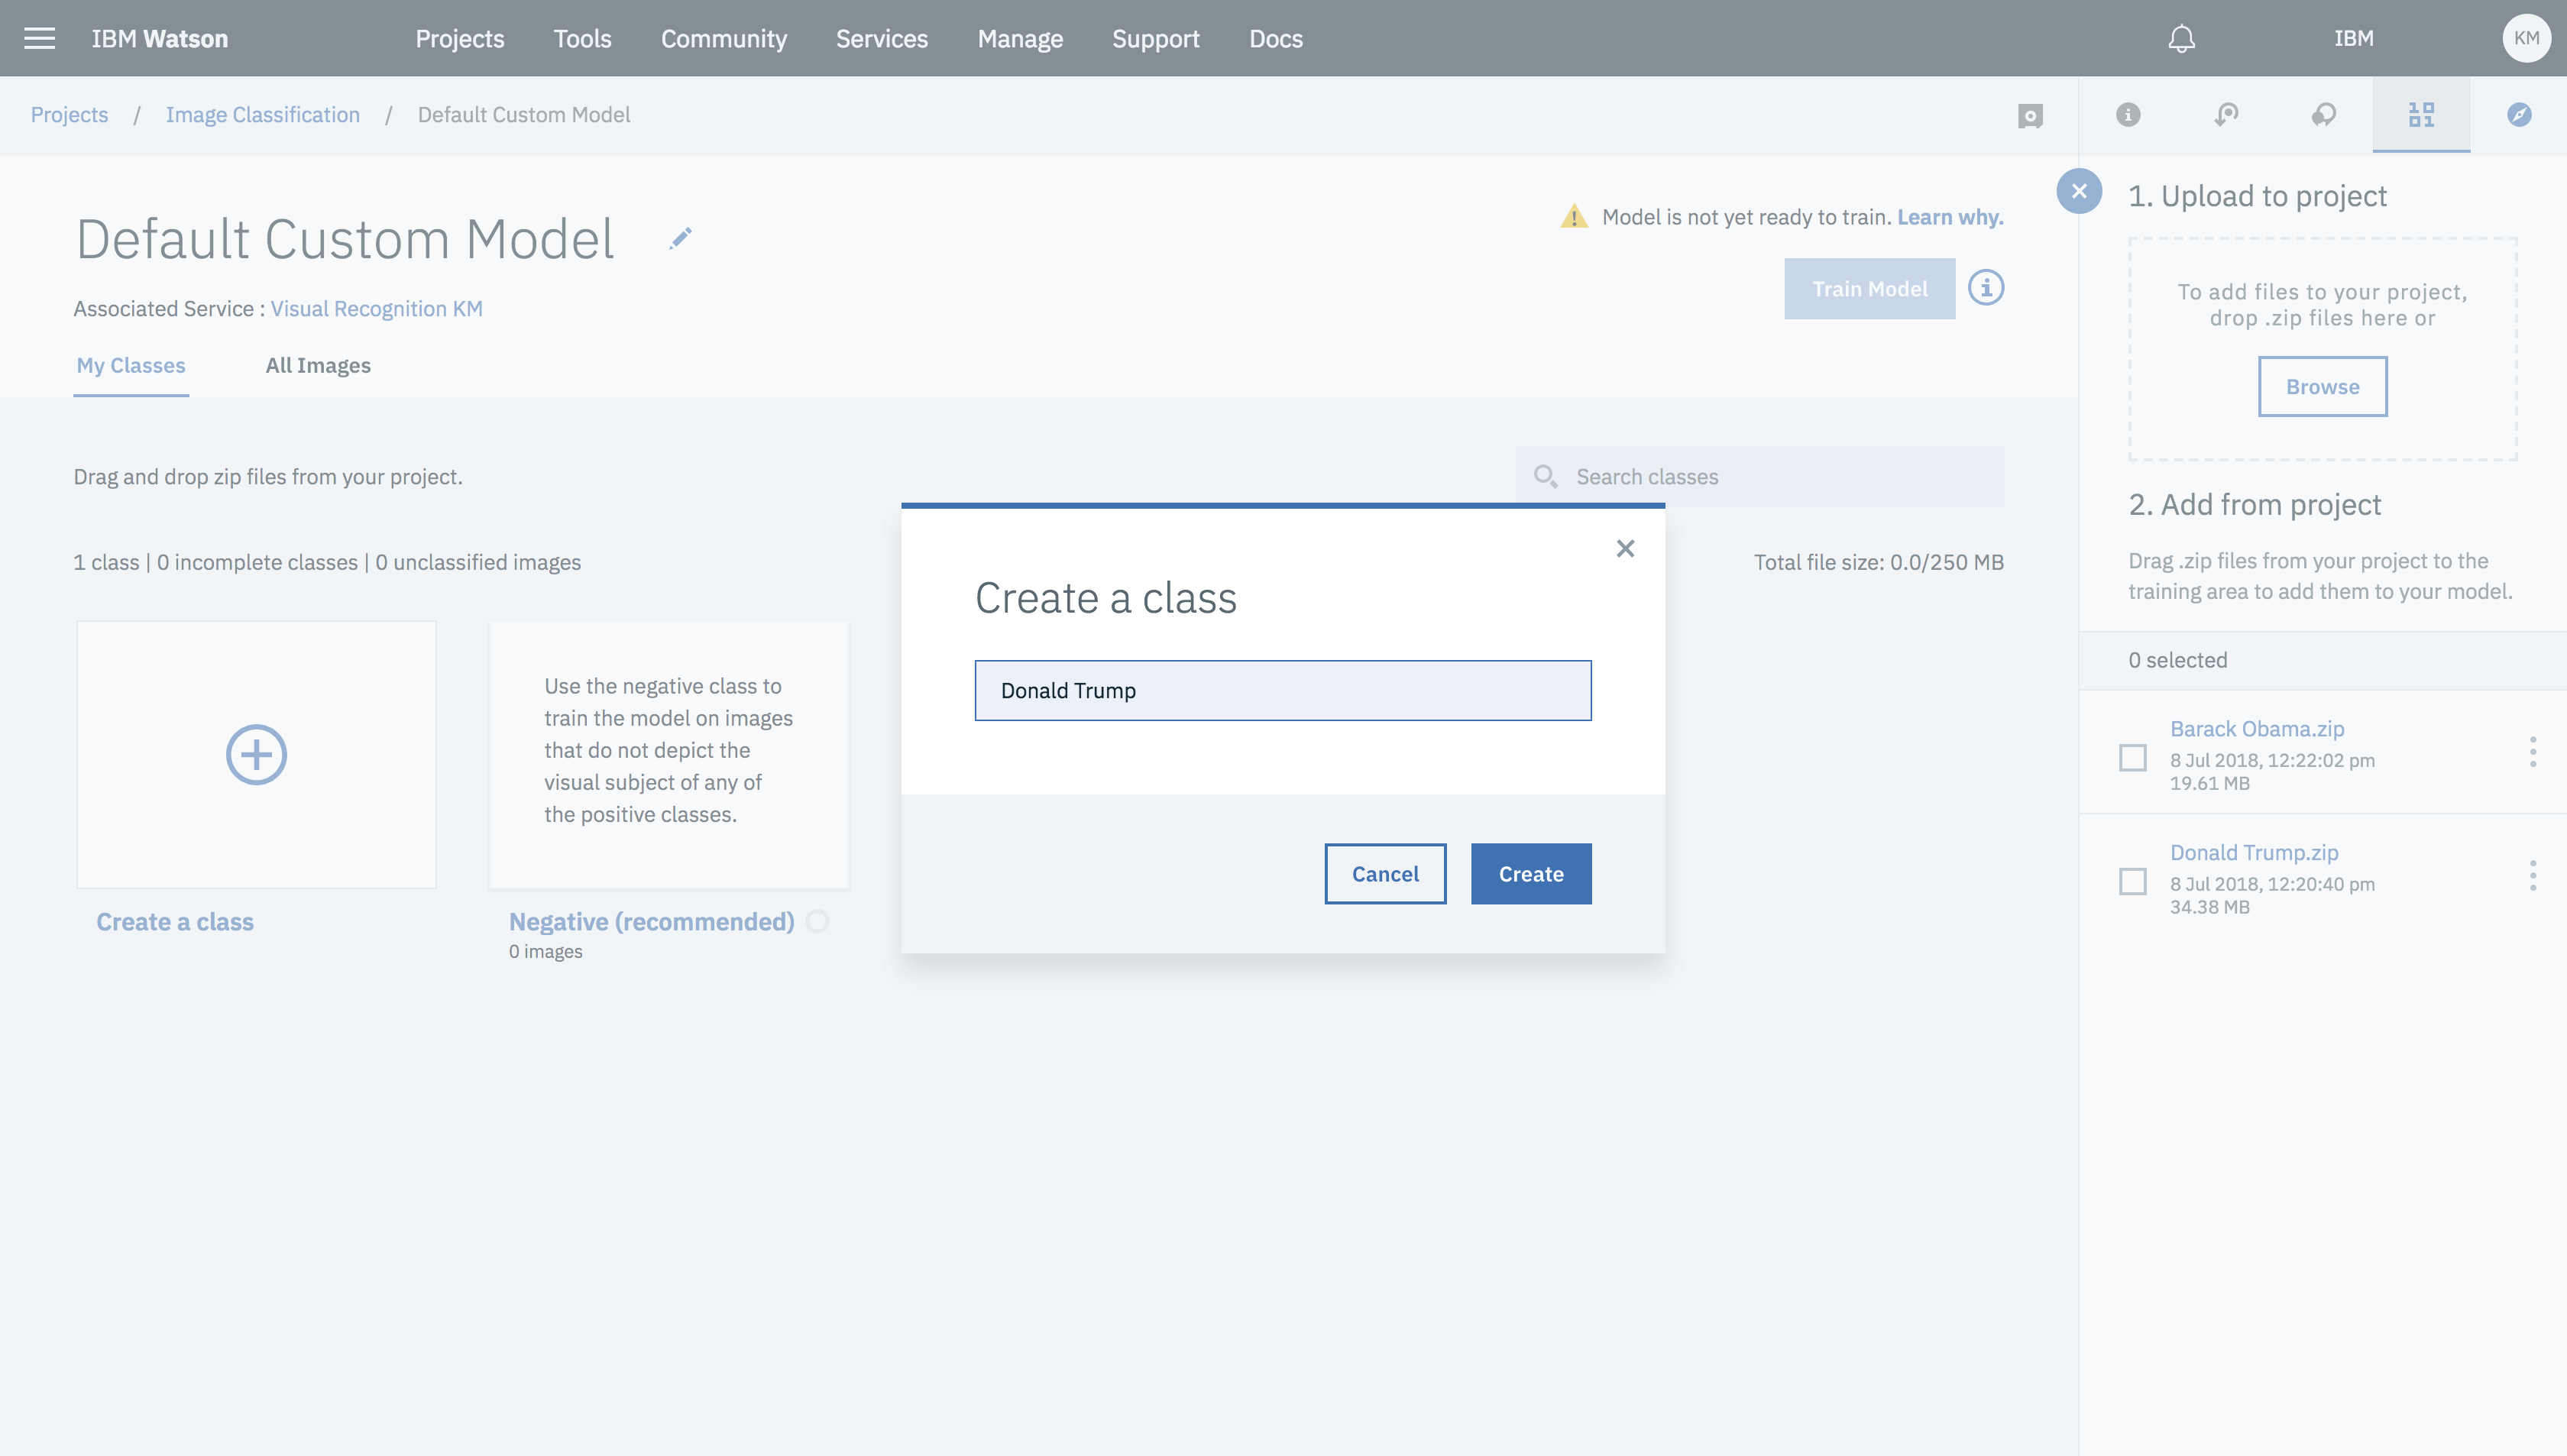 IBM Watson
Projects
Tools
Community
Services
Manage
Support
Docs
IBM
KM
Projects / Image Classification / Default Custom Model
Default Custom Model
Associated Service : Visual Recognition KM
Model is not yet ready to train. Learn why.
Train Model
My Classes
All Images
Drag and drop zip files from your project.
Search classes
1 class | 0 incomplete classes | 0 unclassified images
Total file size: 0.0/250 MB
Create a class
Use the negative class to
train the model on images
that do not depict the
visual subject of any of
the positive classes.
Negative (recommended)
0 images
Create a class
Donald Trump
Cancel
Create
1. Upload to project
To add files to your project,
drop .zip files here or
Browse
2. Add from project
Drag .zip files from your project to the
training area to add them to your model.
0 selected
Barack Obama.zip
8 Jul 2018, 12:22:02 pm
19.61 MB
Donald Trump.zip
8 Jul 2018, 12:20:40 pm
34.38 MB